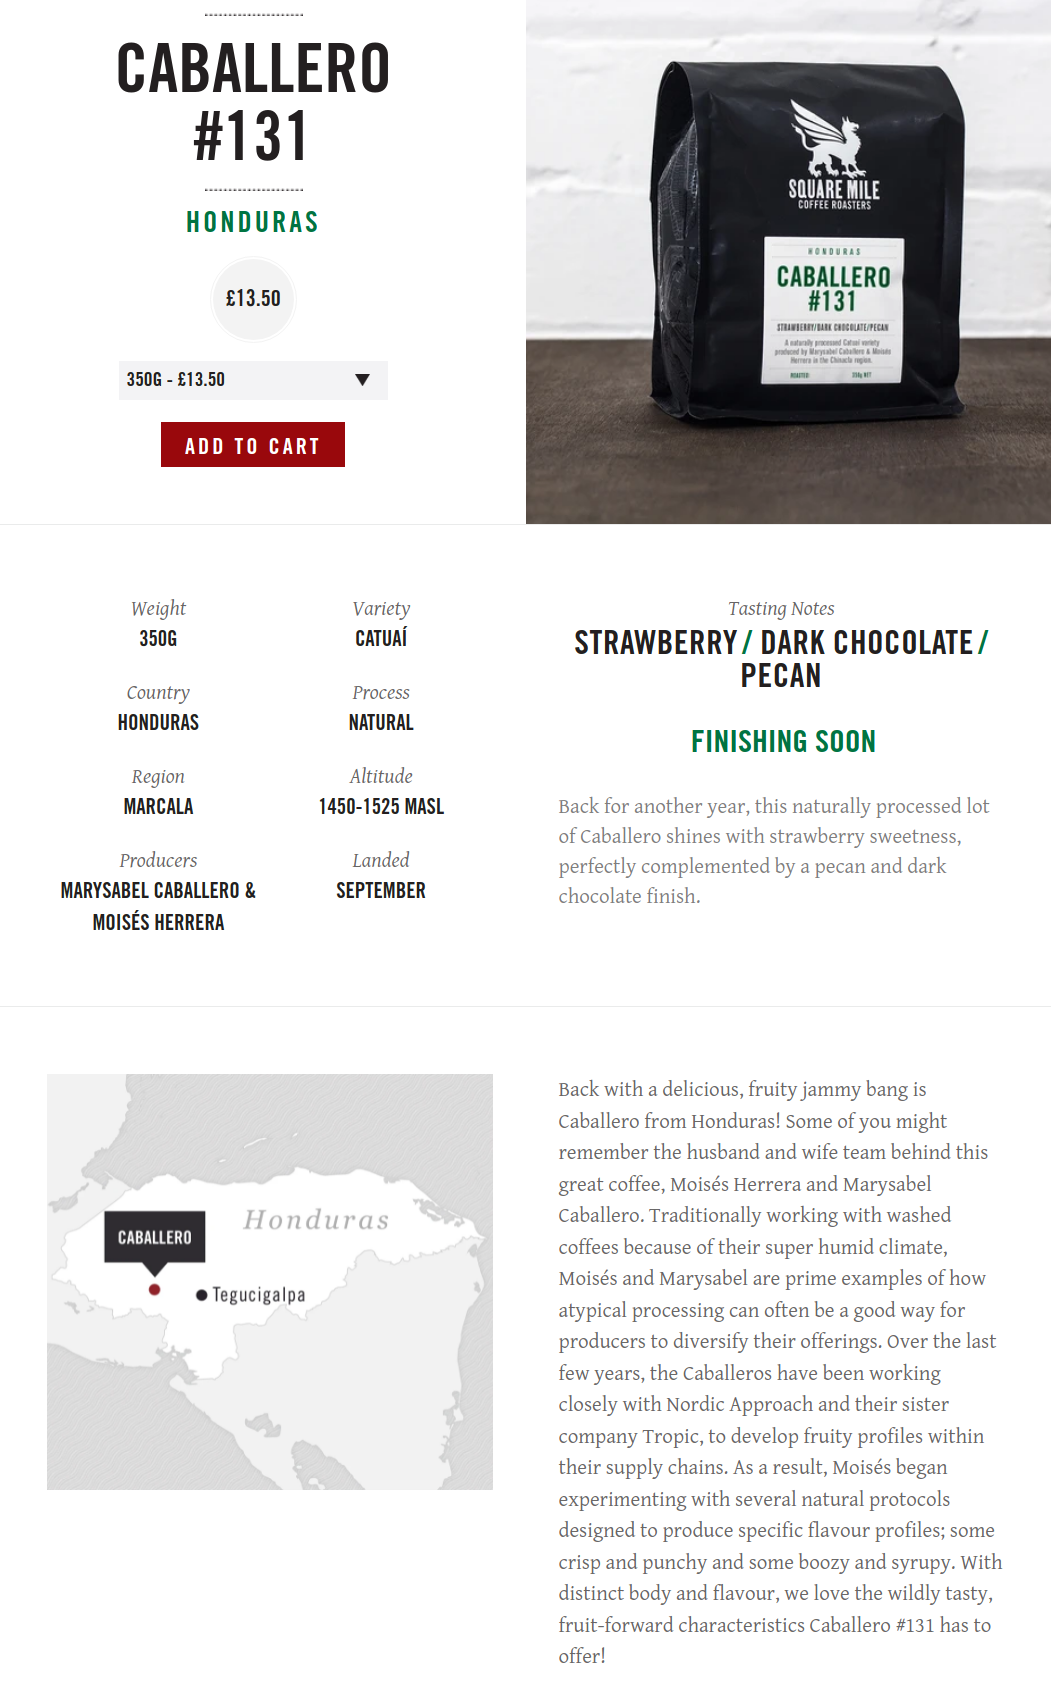 CABALLERO
#131
HONDURAS
£13.50
350G - £13.50
ADD TO CART
SQUARE MILE
COFFEE ROASTERS
HONDURAS
CABALLERO
#131
STRAWBERRY/DARK CHOCOLATE/PECAN
A naturally processed Catuaí variety
produced by Marysabel Caballero & Moisés
Herrera in the Chinacla region.
ROASTED:
350g NET
Weight
350G
Variety
CATUAÍ
Country
HONDURAS
Process
NATURAL
Region
MARCALA
Altitude
1450-1525 MASL
Producers
MARYSABEL CABALLERO &
MOISÉS HERRERA
Landed
SEPTEMBER
Tasting Notes
STRAWBERRY / DARK CHOCOLATE /
PECAN
FINISHING SOON
Back for another year, this naturally processed lot
of Caballero shines with strawberry sweetness,
perfectly complemented by a pecan and dark
chocolate finish.
Honduras
CABALLERO
Tegucigalpa
Back with a delicious, fruity jammy bang is
Caballero from Honduras! Some of you might
remember the husband and wife team behind this
great coffee, Moisés Herrera and Marysabel
Caballero. Traditionally working with washed
coffees because of their super humid climate,
Moisés and Marysabel are prime examples of how
atypical processing can often be a good way for
producers to diversify their offerings. Over the last
few years, the Caballeros have been working
closely with Nordic Approach and their sister
company Tropic, to develop fruity profiles within
their supply chains. As a result, Moisés began
experimenting with several natural protocols
designed to produce specific flavour profiles; some
crisp and punchy and some boozy and syrupy. With
distinct body and flavour, we love the wildly tasty,
fruit-forward characteristics Caballero #131 has to
offer!